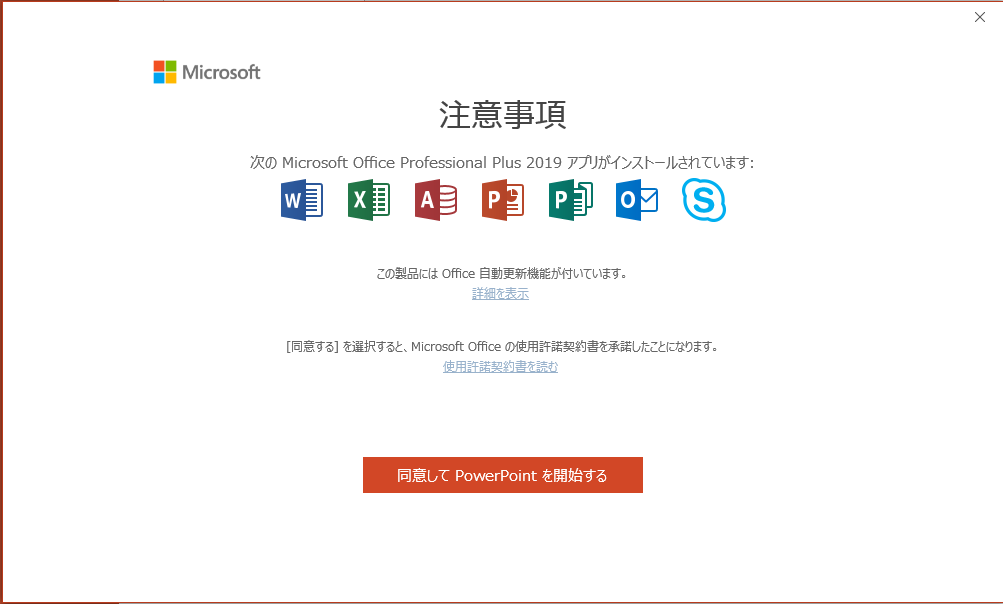 Microsoft
注意事項
次の Microsoft Office Professional Plus 2019 アプリがインストールされています:
W X A P P O S
この製品には Office 自動更新機能が付いています。
詳細を表示
[同意する] を選択すると、Microsoft Office の使用許諾契約書を承諾したことになります。
使用許諾契約書を読む
同意して PowerPoint を開始する